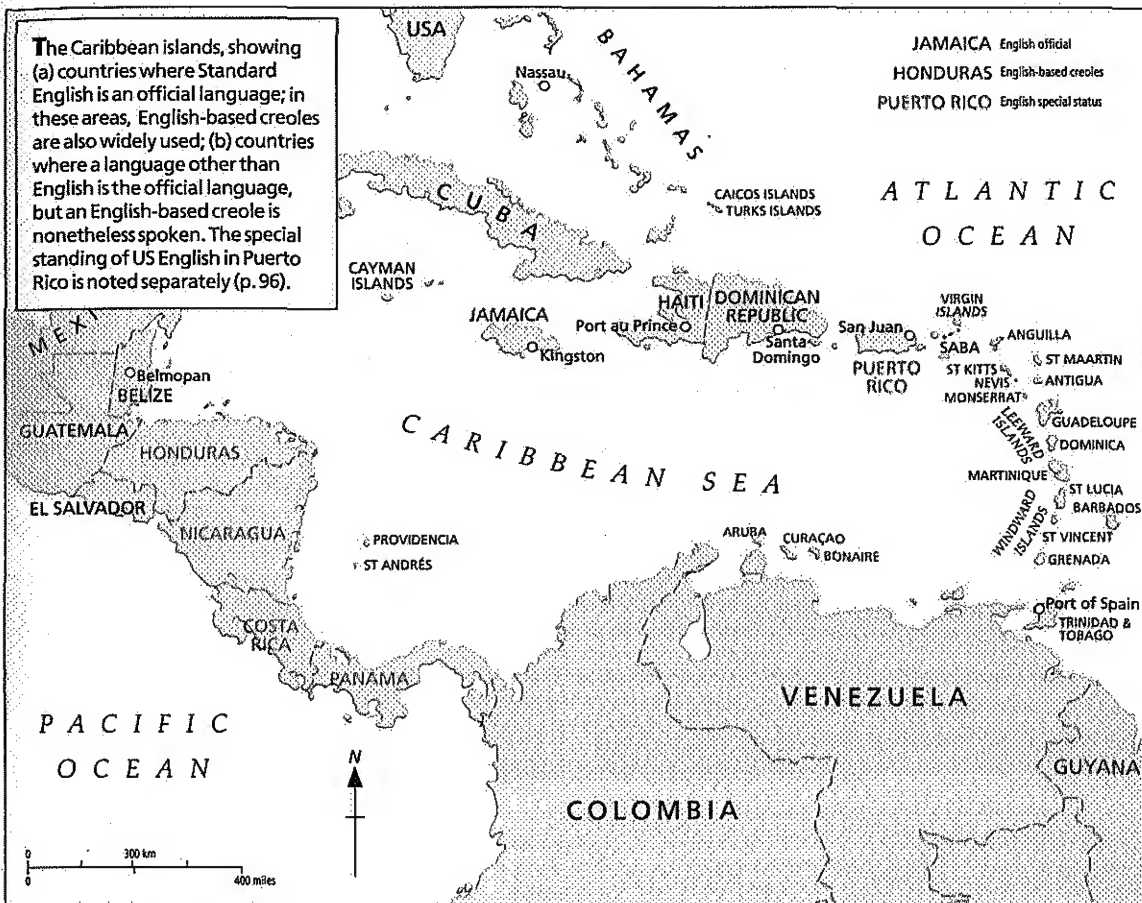 The Caribbean islands, showing
(a) countries where Standard
English is an official language; in
these areas, English-based creoles
are also widely used; (b) countries
where a language other than
English is the official language,
but an English-based creole is
nonetheless spoken. The special
standing of US English in Puerto
Rico is noted separately (p. 96).
JAMAICA English official
HONDURAS English-based creoles
PUERTO RICO English special status
USA
BAHAMAS
Nassau
CUBA
CAICOS ISLANDS
TURKS ISLANDS
ATLANTIC
OCEAN
CAYMAN
ISLANDS
JAMAICA
Kingston
HAITI
Port au Prince
DOMINICAN
REPUBLIC
Santa
Domingo
San Juan
PUERTO
RICO
VIRGIN
ISLANDS
SABA
ANGUILLA
ST MAARTIN
ST KITTS
NEVIS
ANTIGUA
MONSERRAT
LEEWARD
ISLANDS
GUADELOUPE
DOMINICA
MARTINIQUE
ST LUCIA
BARBADOS
WINDWARD
ISLANDS
ST VINCENT
GRENADA
MEXI
Belmopan
BELIZE
GUATEMALA
HONDURAS
EL SALVADOR
NICARAGUA
CARIBBEAN SEA
PROVIDENCIA
ST ANDRÉS
ARUBA
CURAÇAO
BONAIRE
Port of Spain
TRINIDAD &
TOBAGO
COSTA
RICA
PANAMA
VENEZUELA
GUYANA
COLOMBIA
PACIFIC
OCEAN
N
0 300 km
0 400 miles